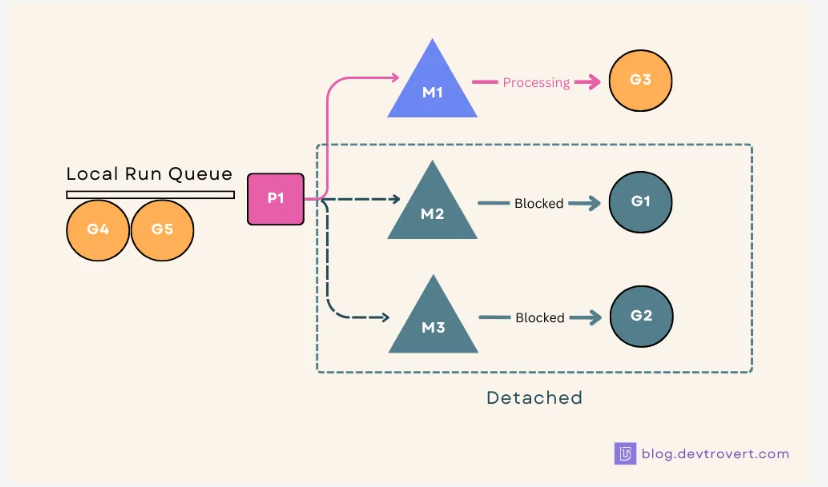 M1
Processing
G3
Local Run Queue
P1
G4
G5
M2
Blocked
G1
M3
Blocked
G2
Detached
blog.devtrovert.com